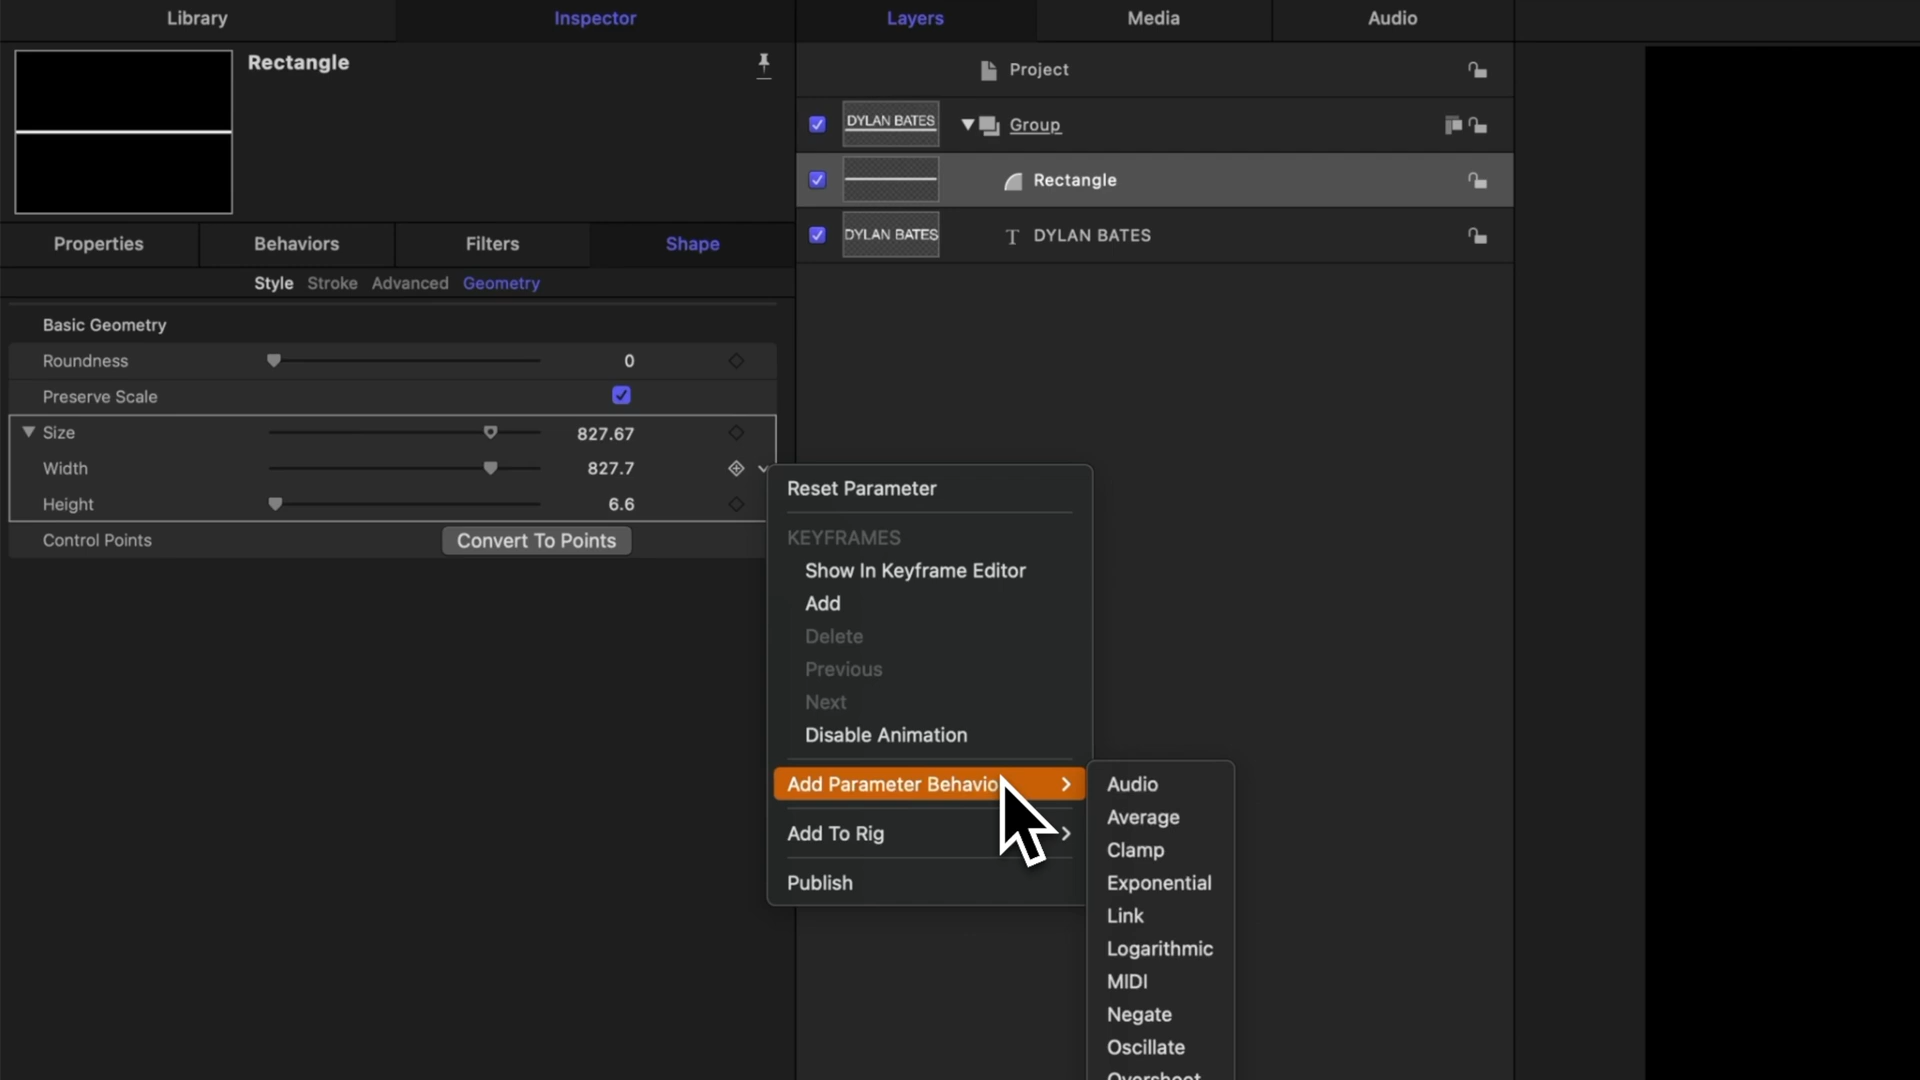 Library
Inspector
Layers
Media
Audio
Rectangle
Project
DYLAN BATES
Group
Rectangle
DYLAN BATES
T DYLAN BATES
Properties
Behaviors
Filters
Shape
Style
Stroke
Advanced
Geometry
Basic Geometry
Roundness 0
Preserve Scale
Size 827.67
Width 827.7
Height 6.6
Control Points Convert To Points
Reset Parameter
KEYFRAMES
Show In Keyframe Editor
Add
Delete
Previous
Next
Disable Animation
Add Parameter Behavio
Add To Rig
Publish
Audio
Average
Clamp
Exponential
Link
Logarithmic
MIDI
Negate
Oscillate